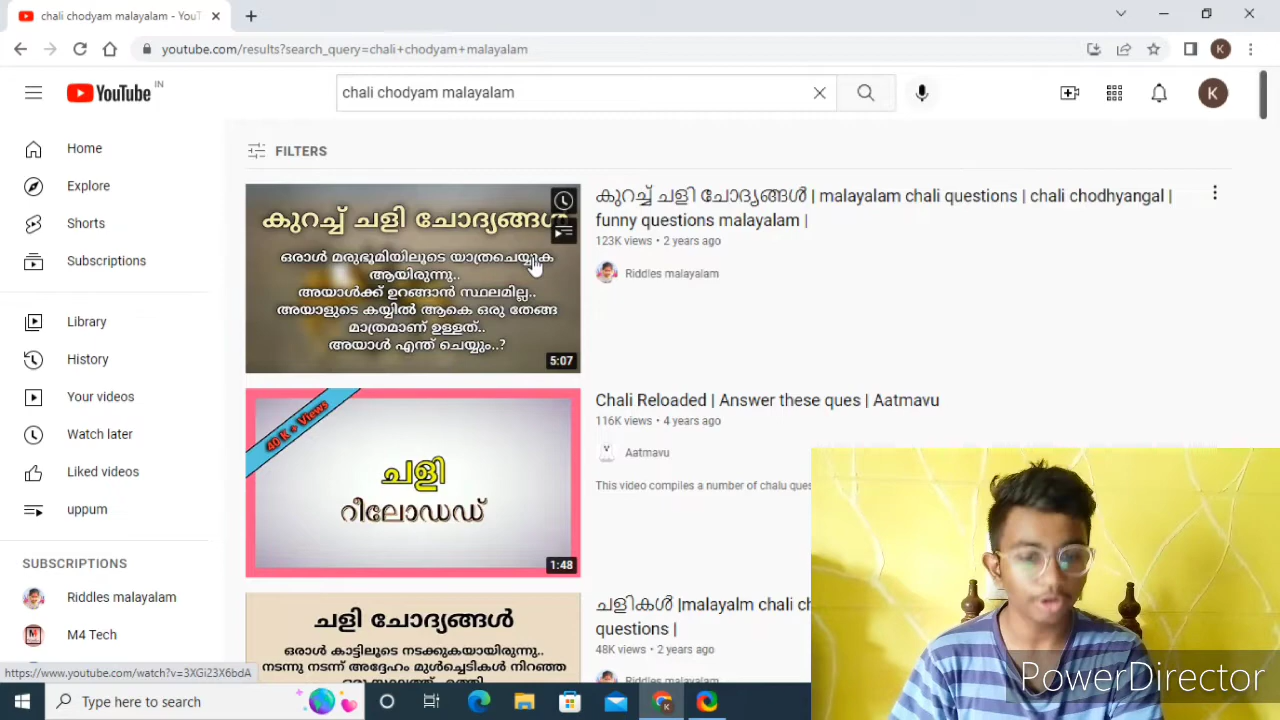 chali chodyam malayalam - YouT
youtube.com/results?search_query=chali+chodyam+malayalam
K
YouTube IN
chali chodyam malayalam
K
Home
Explore
Shorts
Subscriptions
Library
History
Your videos
Watch later
Liked videos
uppum
SUBSCRIPTIONS
Riddles malayalam
M4 Tech
https://www.youtube.com/watch?v=3XGi23X6bdA
FILTERS
കുറച്ച് ചളി ചോദ്യങ്ങൾ
ഒരാൾ മരുഭൂമിയിലൂടെ യാത്രചെയ്യുക
ആയിരുന്നു..
അയാൾക്ക് ഉറങ്ങാൻ സ്ഥലമില്ല..
അയാളുടെ കയ്യിൽ ആകെ ഒരു തേങ്ങ
മാത്രമാണ് ഉള്ളത്..
അയാൾ എന്ത് ചെയ്യും..?
5:07
കുറച്ച് ചളി ചോദ്യങ്ങൾ | malayalam chali questions | chali chodhyangal |
funny questions malayalam |
123K views • 2 years ago
Riddles malayalam
40 K + Views
ചളി
റീലോഡഡ്
1:48
Chali Reloaded | Answer these ques | Aatmavu
116K views • 4 years ago
Aatmavu
This video compiles a number of chalu ques
ചളി ചോദ്യങ്ങൾ
ഒരാൾ കാട്ടിലൂടെ നടക്കുകയായിരുന്നു..
നടന്നു നടന്ന് അദ്ദേഹം മുൾച്ചെടികൾ നിറഞ്ഞ
ചളികൾ |malayalm chali ch
questions |
48K views • 2 years ago
Riddles malayalam
PowerDirector
Type here to search